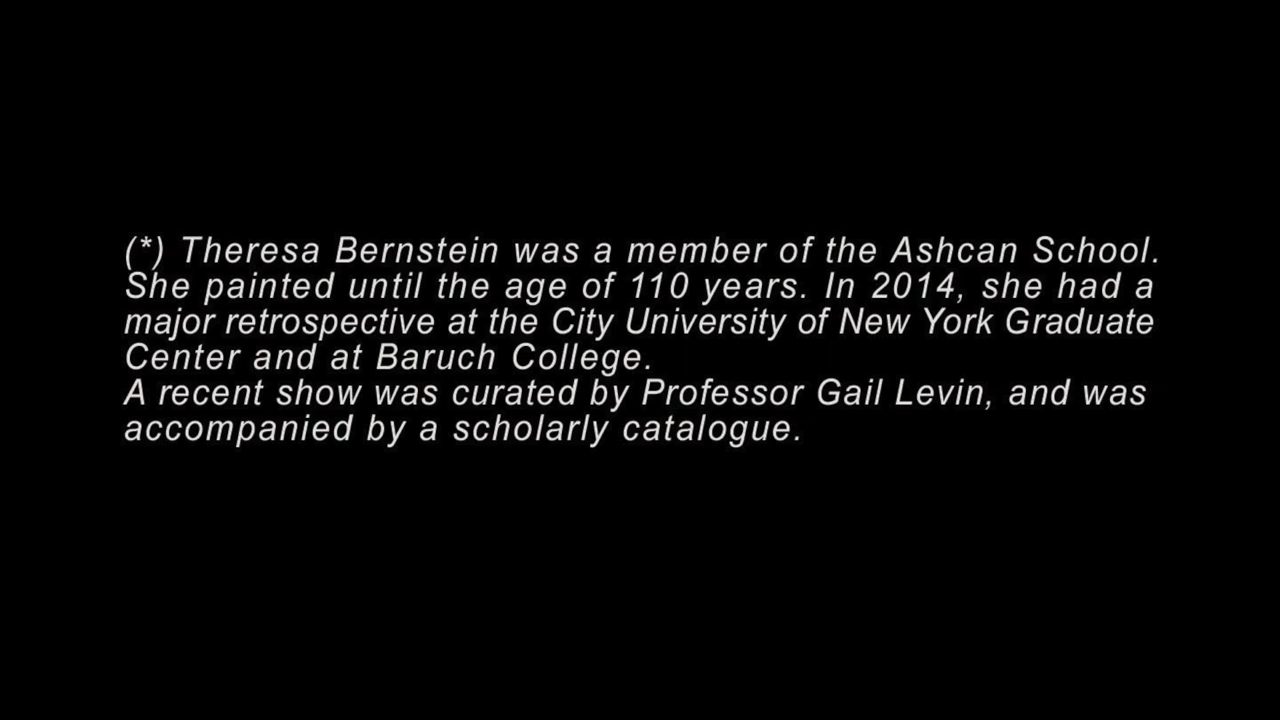 (*) Theresa Bernstein was a member of the Ashcan School.
She painted until the age of 110 years. In 2014, she had a
major retrospective at the City University of New York Graduate
Center and at Baruch College.
A recent show was curated by Professor Gail Levin, and was
accompanied by a scholarly catalogue.